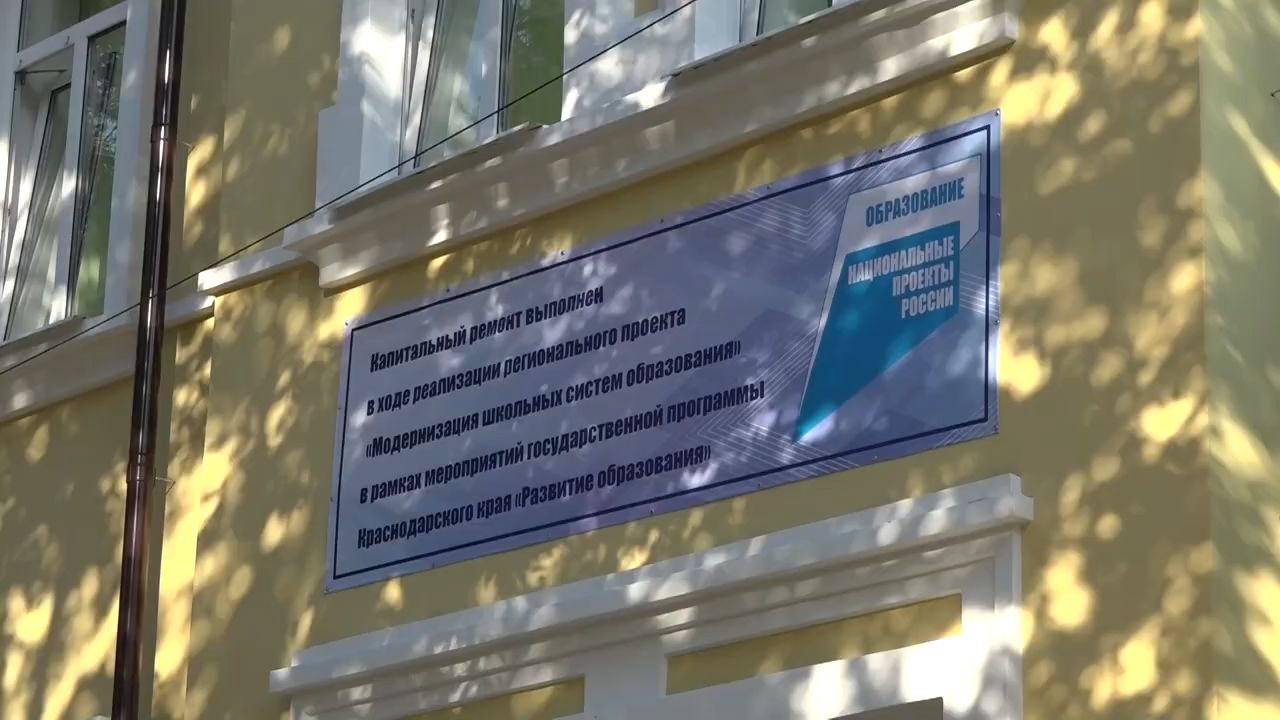 Капитальный ремонт выполнен
в ходе реализации регионального проекта
«Модернизация школьных систем образования»
в рамках мероприятий государственной программы
Краснодарского края «Развитие образования»
ОБРАЗОВАНИЕ
НАЦИОНАЛЬНЫЕ
ПРОЕКТЫ
РОССИИ